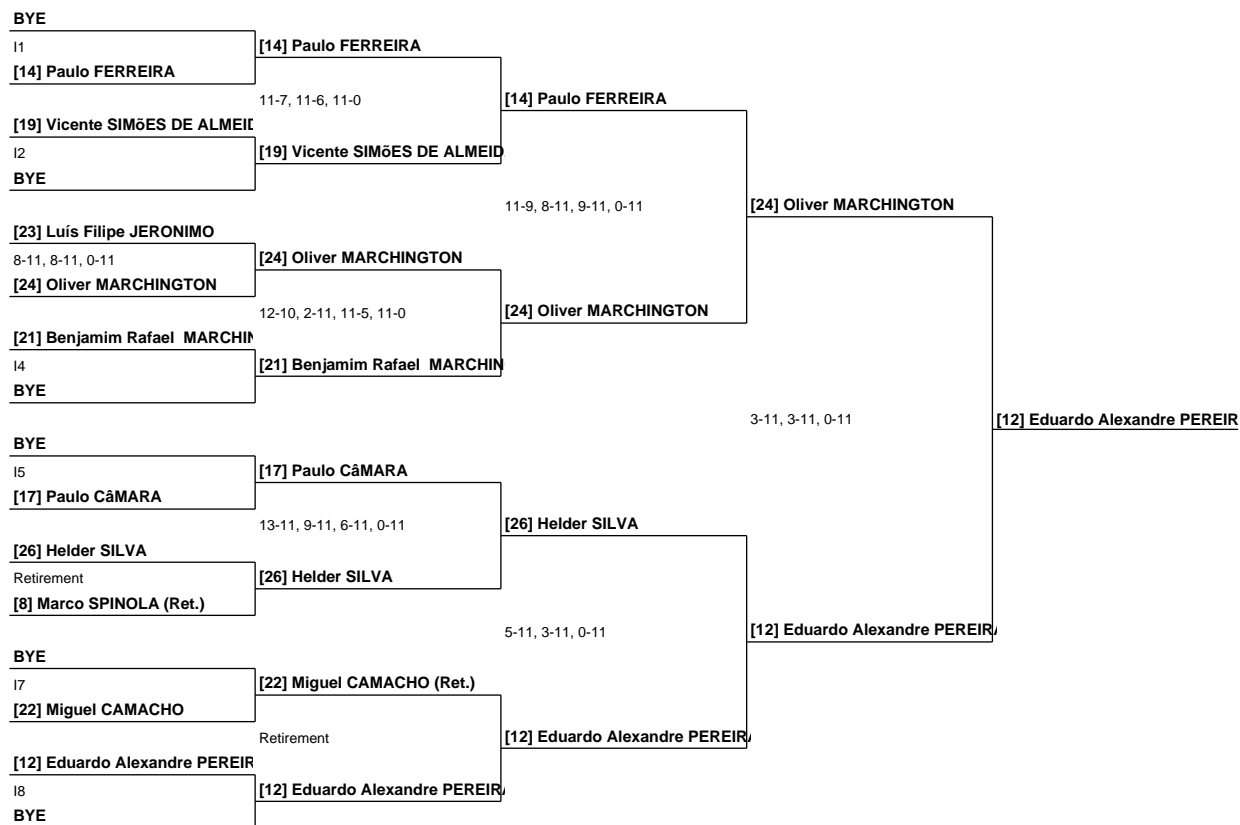 BYE
I1
[14] Paulo FERREIRA
[19] Vicente SIMõES DE ALMEID
I2
BYE
[23] Luís Filipe JERONIMO
8-11, 8-11, 0-11
[24] Oliver MARCHINGTON
[21] Benjamim Rafael MARCHIN
I4
BYE
BYE
I5
[17] Paulo CâMARA
[26] Helder SILVA
Retirement
[8] Marco SPINOLA (Ret.)
BYE
I7
[22] Miguel CAMACHO
[12] Eduardo Alexandre PEREIR
I8
BYE
[14] Paulo FERREIRA
11-7, 11-6, 11-0
[19] Vicente SIMõES DE ALMEID
[24] Oliver MARCHINGTON
12-10, 2-11, 11-5, 11-0
[21] Benjamim Rafael MARCHIN
[17] Paulo CâMARA
13-11, 9-11, 6-11, 0-11
[26] Helder SILVA
[22] Miguel CAMACHO (Ret.)
Retirement
[12] Eduardo Alexandre PEREIR
[14] Paulo FERREIRA
11-9, 8-11, 9-11, 0-11
[24] Oliver MARCHINGTON
[26] Helder SILVA
5-11, 3-11, 0-11
[12] Eduardo Alexandre PEREIR
[24] Oliver MARCHINGTON
3-11, 3-11, 0-11
[12] Eduardo Alexandre PEREIR
[12] Eduardo Alexandre PEREIR